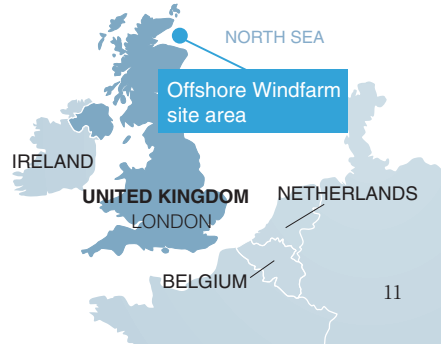 NORTH SEA
Offshore Windfarm
site area
IRELAND
UNITED KINGDOM
LONDON
NETHERLANDS
BELGIUM
11